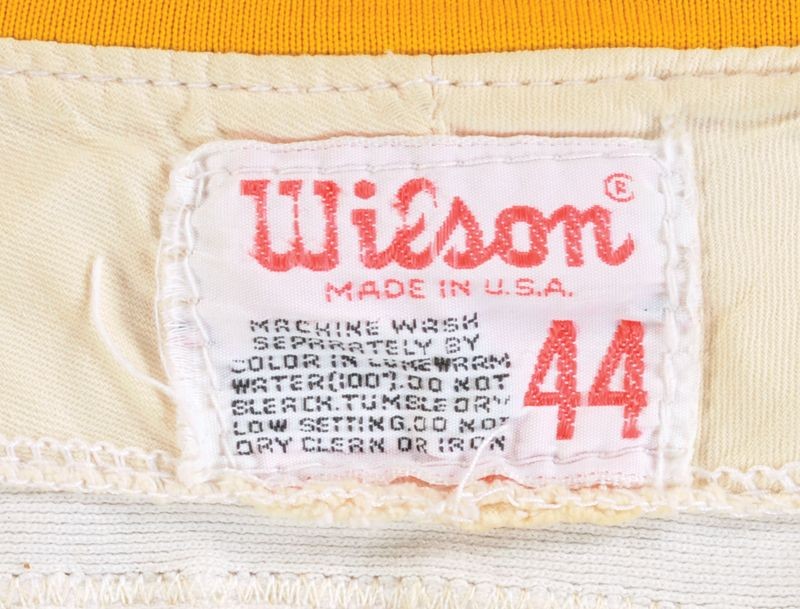 Wilson®
MADE IN U.S.A.
MACHINE WASH
SEPARATELY BY
COLOR IN LUKEWARM
WATER(100°).DO NOT
BLEACH.TUMBLE DRY
LOW SETTING.DO NOT
DRY CLEAN OR IRON
44